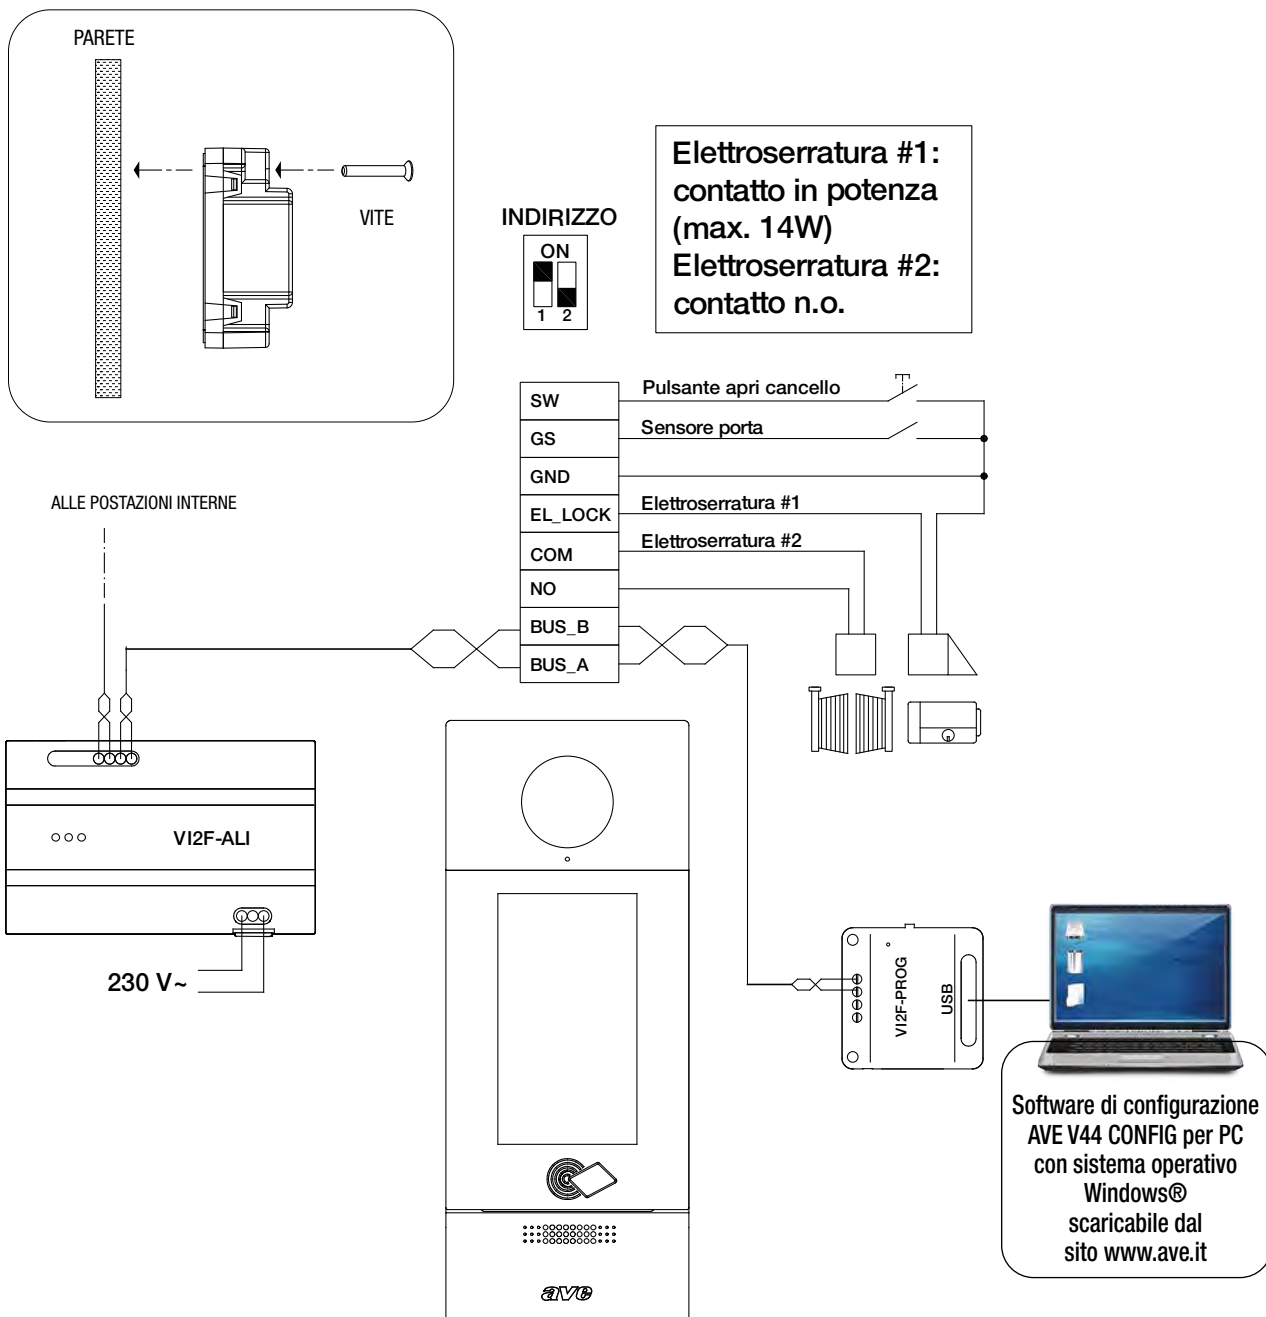 PARETE
VITE
INDIRIZZO
ON
1 2
Elettroserratura #1:
contatto in potenza
(max. 14W)
Elettroserratura #2:
contatto n.o.
SW
Pulsante apri cancello
GS
Sensore porta
GND
EL_LOCK
Elettroserratura #1
COM
Elettroserratura #2
NO
BUS_B
BUS_A
ALLE POSTAZIONI INTERNE
VI2F-ALI
230 V~
VI2F-PROG
USB
Software di configurazione
AVE V44 CONFIG per PC
con sistema operativo
Windows®
scaricabile dal
sito www.ave.it
ave